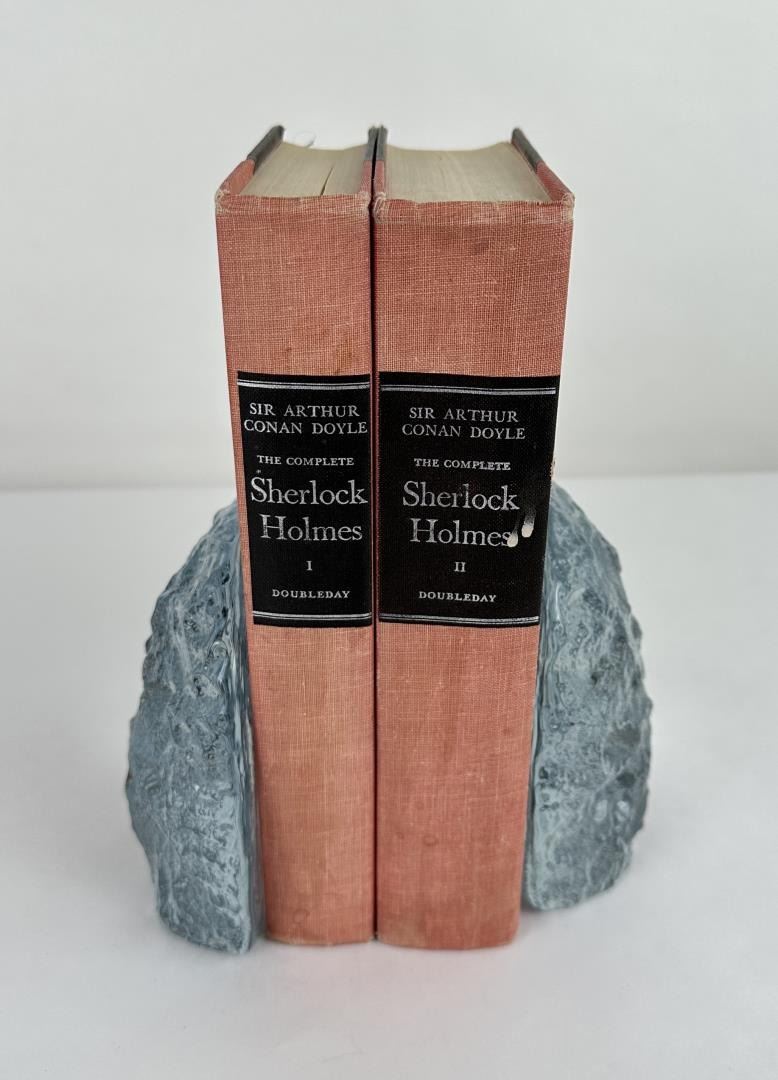 SIR ARTHUR
CONAN DOYLE
THE COMPLETE
Sherlock
Holmes
I
DOUBLEDAY
SIR ARTHUR
CONAN DOYLE
THE COMPLETE
Sherlock
Holmes
II
DOUBLEDAY